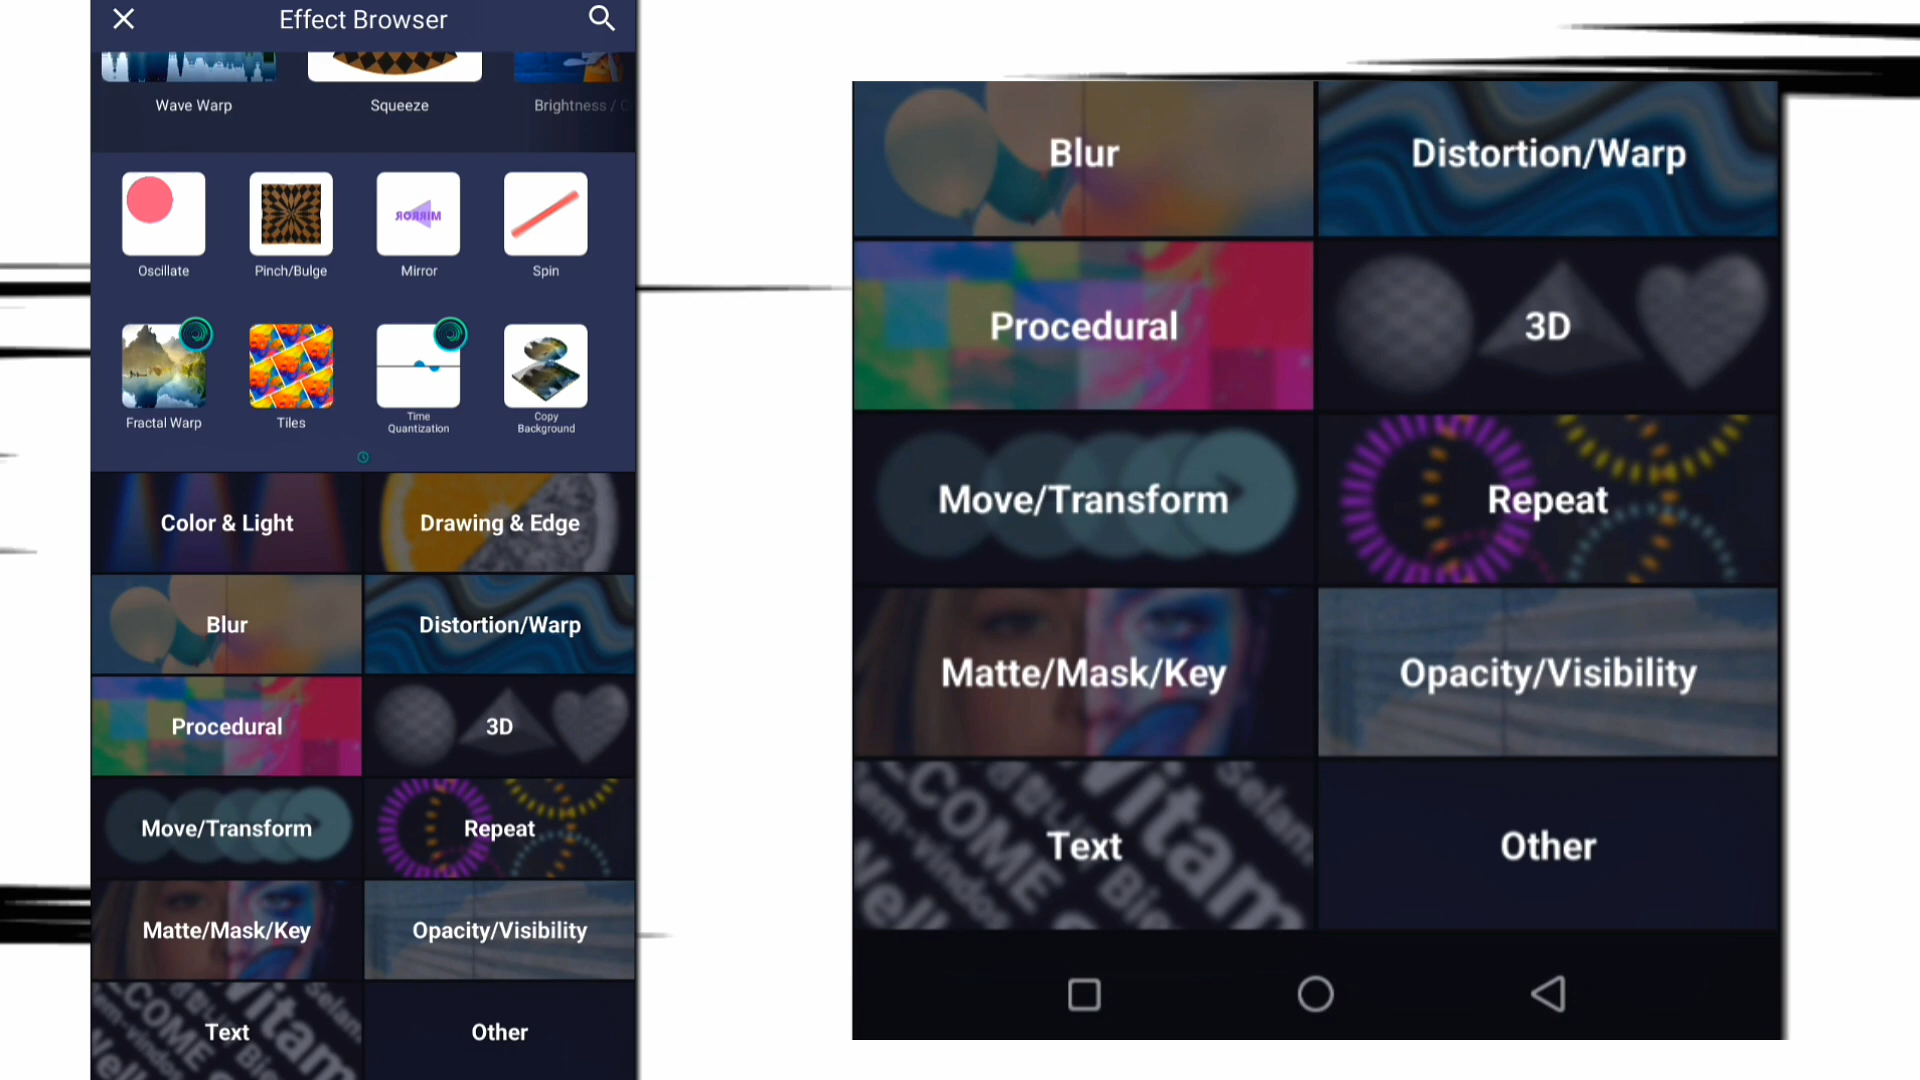 Effect Browser
Wave Warp
Squeeze
Brightness / C
Oscillate
Pinch/Bulge
MIRROR
Mirror
Spin
Fractal Warp
Tiles
Time
Quantization
Copy
Background
Color & Light
Drawing & Edge
Blur
Distortion/Warp
Procedural
3D
Move/Transform
Repeat
Matte/Mask/Key
Opacity/Visibility
Text
Other
Blur
Distortion/Warp
Procedural
3D
Move/Transform
Repeat
Matte/Mask/Key
Opacity/Visibility
Text
Other